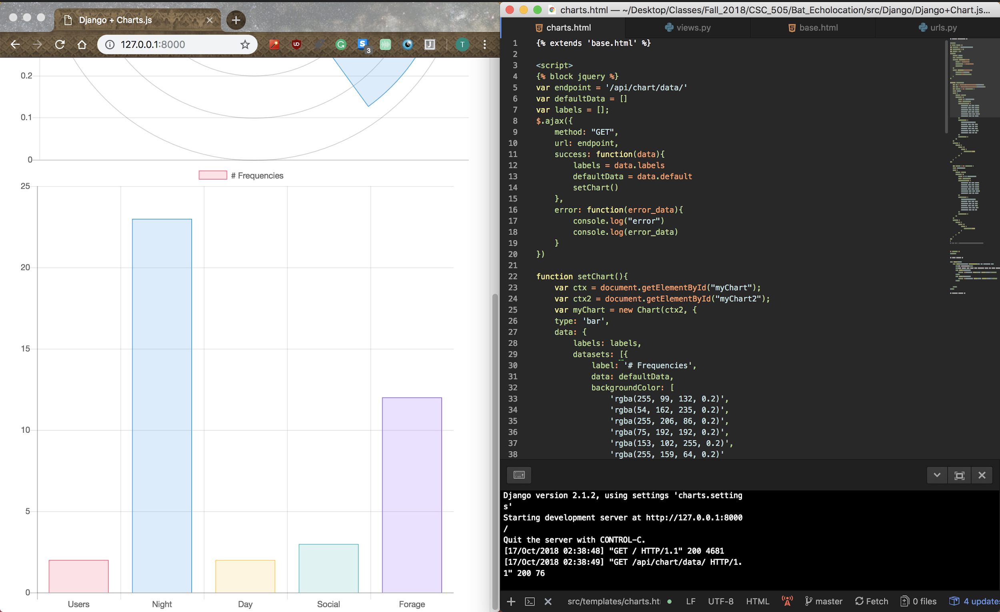 Django + Charts.js
127.0.0.1:8000
3
T
0.2
0.1
0
# Frequencies
25
20
15
10
5
0
Users Night Day Social Forage
charts.html — ~/Desktop/Classes/Fall_2018/CSC_505/Bat_Echolocation/src/Django/Django+Chart.js...
charts.html views.py base.html urls.py
1 {% extends 'base.html' %}
2
3 <script>
4 {% block jquery %}
5 var endpoint = '/api/chart/data/'
6 var defaultData = []
7 var labels = [];
8 $.ajax({
9 method: "GET",
10 url: endpoint,
11 success: function(data){
12 labels = data.labels
13 defaultData = data.default
14 setChart()
15 },
16 error: function(error_data){
17 console.log("error")
18 console.log(error_data)
19 }
20 })
21
22 function setChart(){
23 var ctx = document.getElementById("myChart");
24 var ctx2 = document.getElementById("myChart2");
25 var myChart = new Chart(ctx2, {
26 type: 'bar',
27 data: {
28 labels: labels,
29 datasets: [{
30 label: '# Frequencies',
31 data: defaultData,
32 backgroundColor: [
33 'rgba(255, 99, 132, 0.2)',
34 'rgba(54, 162, 235, 0.2)',
35 'rgba(255, 206, 86, 0.2)',
36 'rgba(75, 192, 192, 0.2)',
37 'rgba(153, 102, 255, 0.2)',
38 'rgba(255, 159, 64, 0.2)'
Django version 2.1.2, using settings 'charts.setting
s'
Starting development server at http://127.0.0.1:8000
/
Quit the server with CONTROL-C.
[17/Oct/2018 02:38:48] "GET / HTTP/1.1" 200 4681
[17/Oct/2018 02:38:49] "GET /api/chart/data/ HTTP/1.
1" 200 76
src/templates/charts.ht LF UTF-8 HTML master Fetch 0 files 4 update